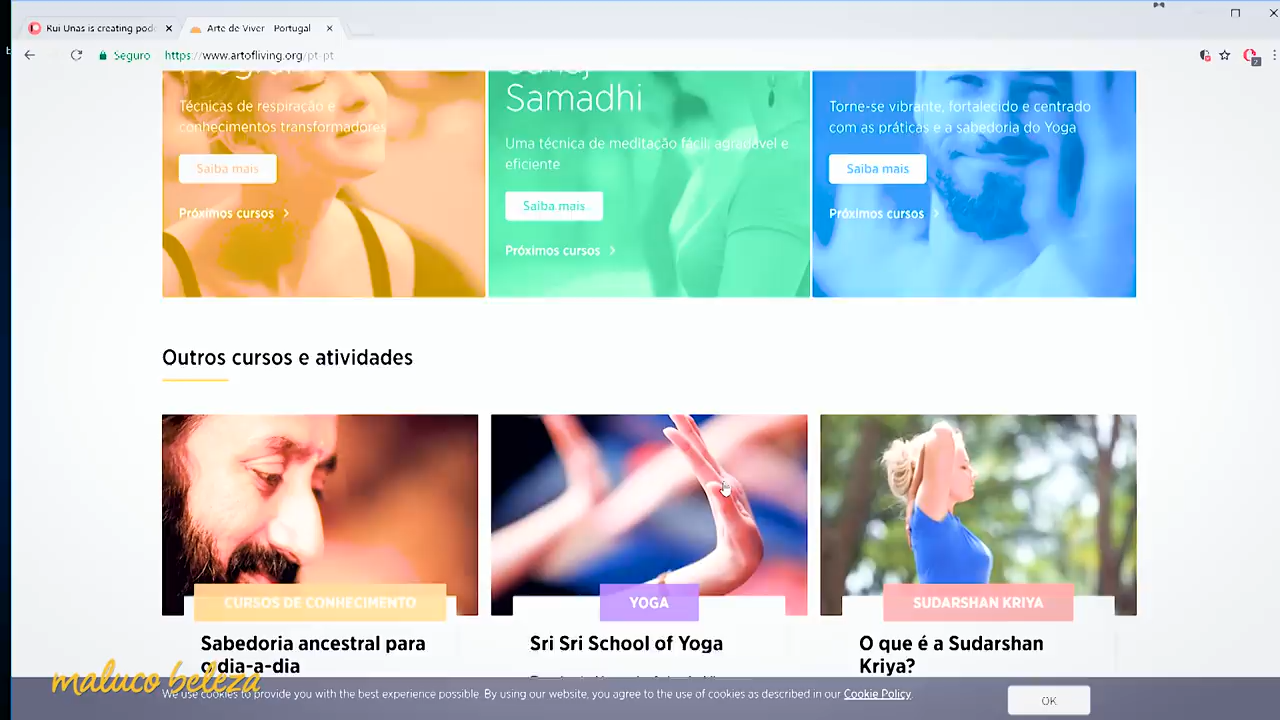 Rui Unas is creating pod
Arte de Viver Portugal
Seguro
https://www.artofliving.org/pt-pt
Técnicas de respiração e
conhecimentos transformadores
Saiba mais
Próximos cursos
Samadhi
Uma técnica de meditação fácil, agradável e
eficiente
Saiba mais
Próximos cursos
Torne-se vibrante, fortalecido e centrado
com as práticas e a sabedoria do Yoga
Saiba mais
Próximos cursos
Outros cursos e atividades
CURSOS DE CONHECIMENTO
Sabedoria ancestral para
o dia-a-dia
YOGA
Sri Sri School of Yoga
SUDARSHAN KRIYA
O que é a Sudarshan
Kriya?
maluco beleza
We use cookies to provide you with the best experience possible. By using our website, you agree to the use of cookies as described in our Cookie Policy.
OK